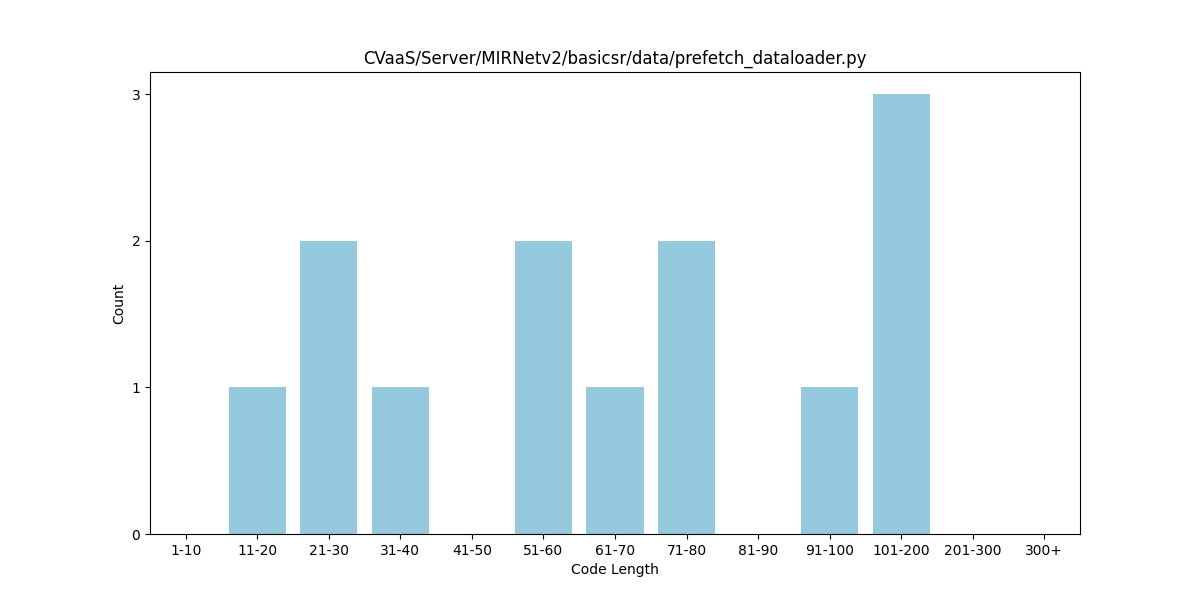 CVaaS/Server/MIRNetv2/basicsr/data/prefetch_dataloader.py
3
2
1
0
Count
1-10 11-20 21-30 31-40 41-50 51-60 61-70 71-80 81-90 91-100 101-200 201-300 300+
Code Length